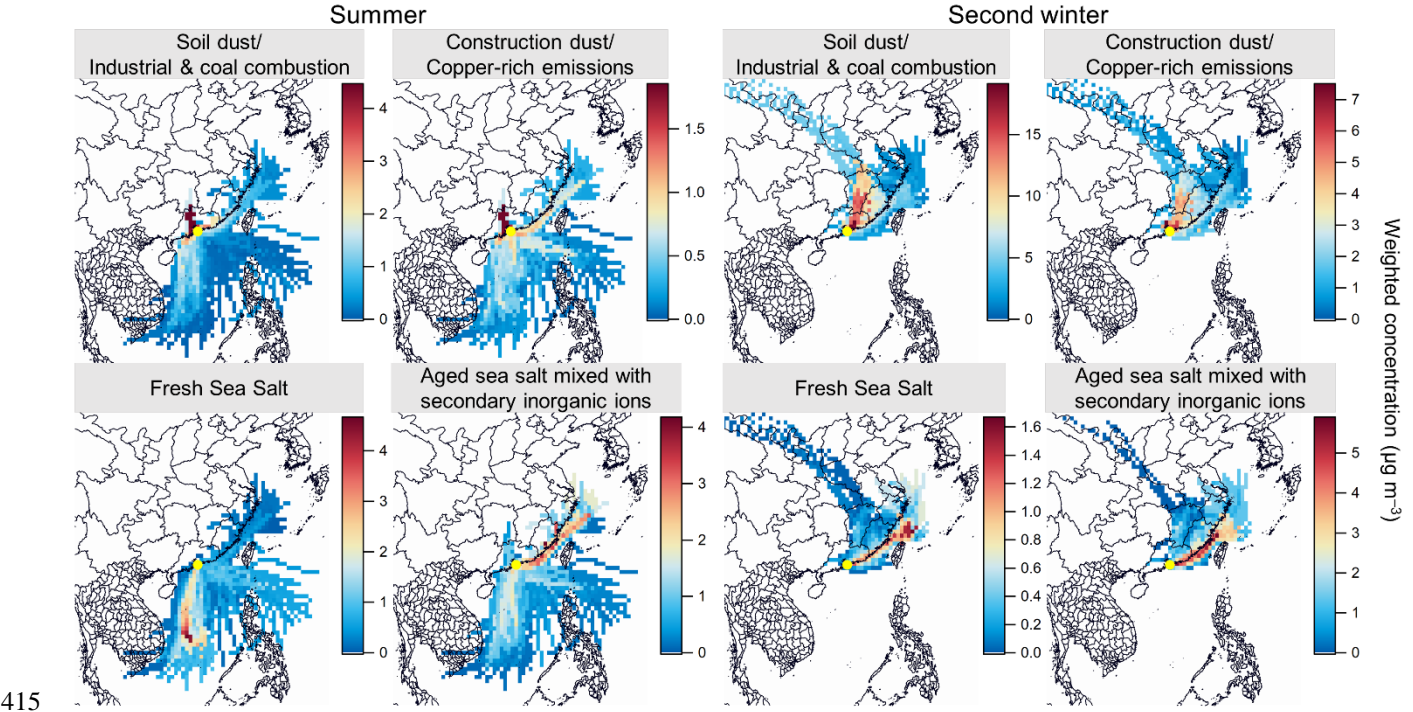 Summer
Second winter
Soil dust/
Industrial & coal combustion
Construction dust/
Copper-rich emissions
Soil dust/
Industrial & coal combustion
Construction dust/
Copper-rich emissions
4
3
2
1
0
1.5
1.0
0.5
0.0
15
10
5
0
7
6
5
4
3
2
1
0
Weighted concentration (µg m⁻³)
Fresh Sea Salt
Aged sea salt mixed with
secondary inorganic ions
Fresh Sea Salt
Aged sea salt mixed with
secondary inorganic ions
4
3
2
1
0
4
3
2
1
0
1.6
1.4
1.2
1.0
0.8
0.6
0.4
0.2
0.0
5
4
3
2
1
0
415